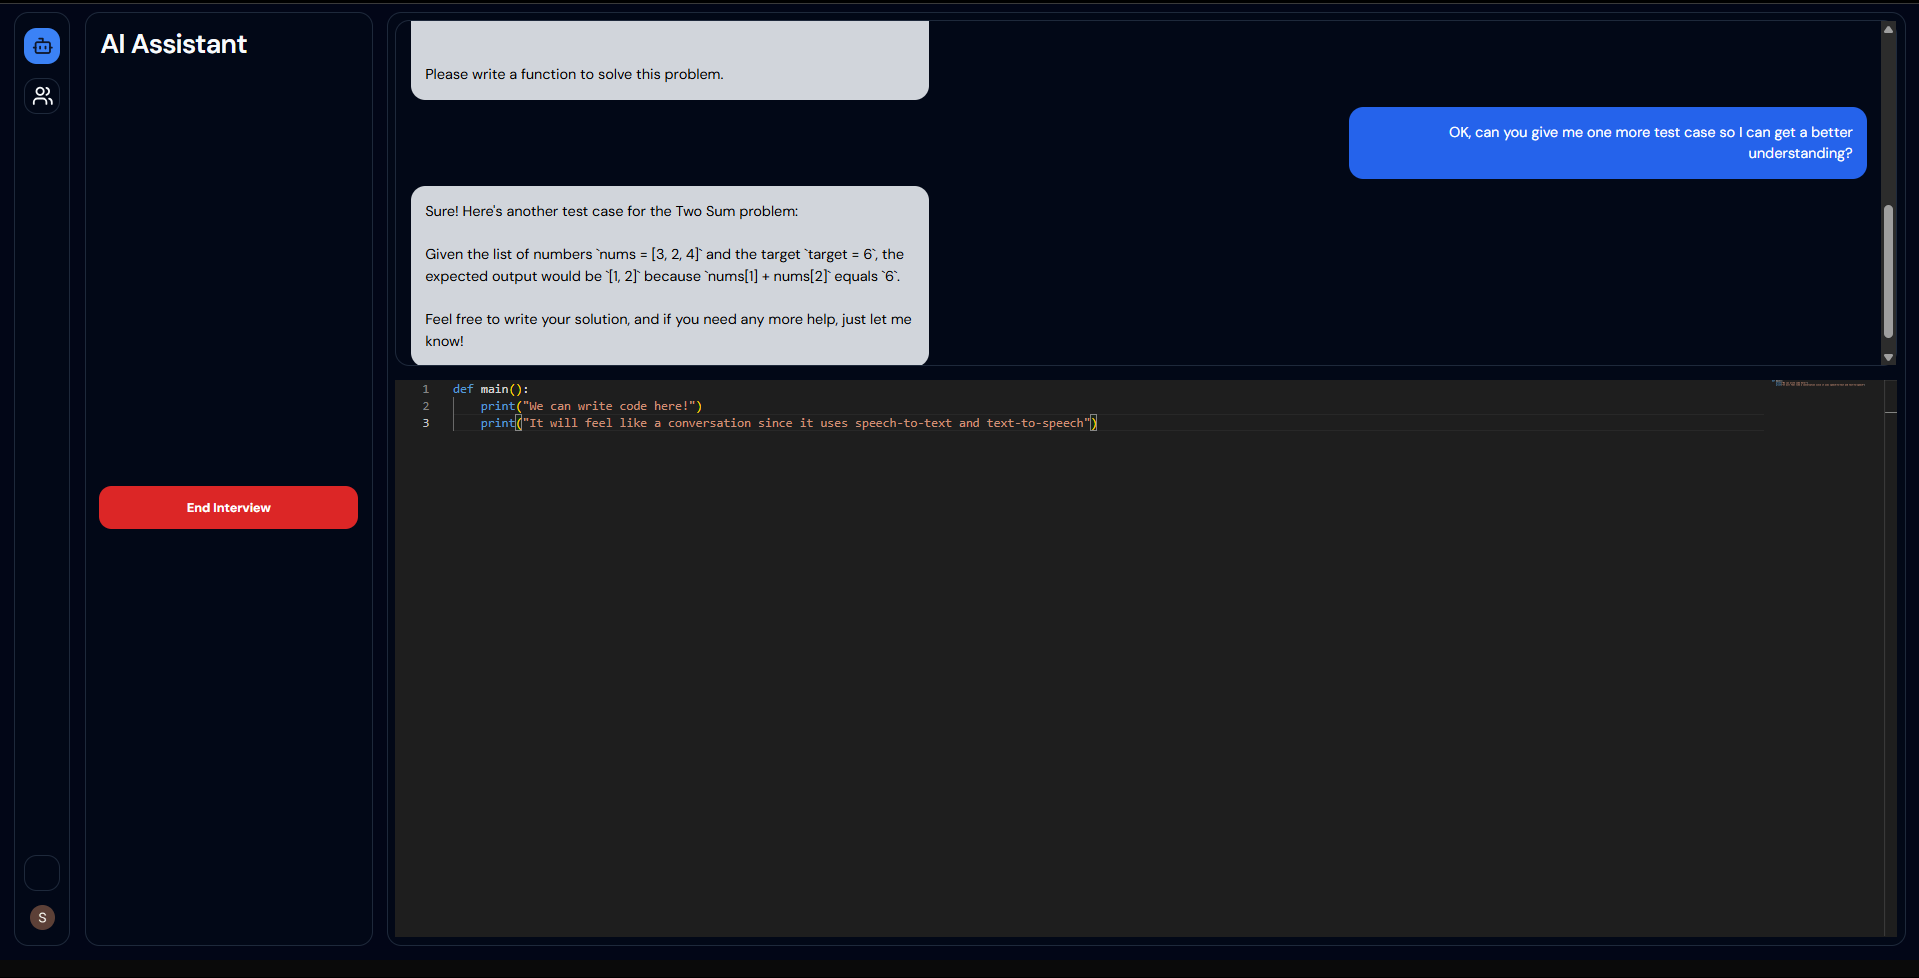 AI Assistant
End Interview
S
Please write a function to solve this problem.
OK, can you give me one more test case so I can get a better
understanding?
Sure! Here's another test case for the Two Sum problem:
Given the list of numbers `nums = [3, 2, 4]` and the target `target = 6`, the
expected output would be `[1, 2]` because `nums[1] + nums[2]` equals `6`.
Feel free to write your solution, and if you need any more help, just let me
know!
1 def main():
2     print("We can write code here!")
3     print("It will feel like a conversation since it uses speech-to-text and text-to-speech")